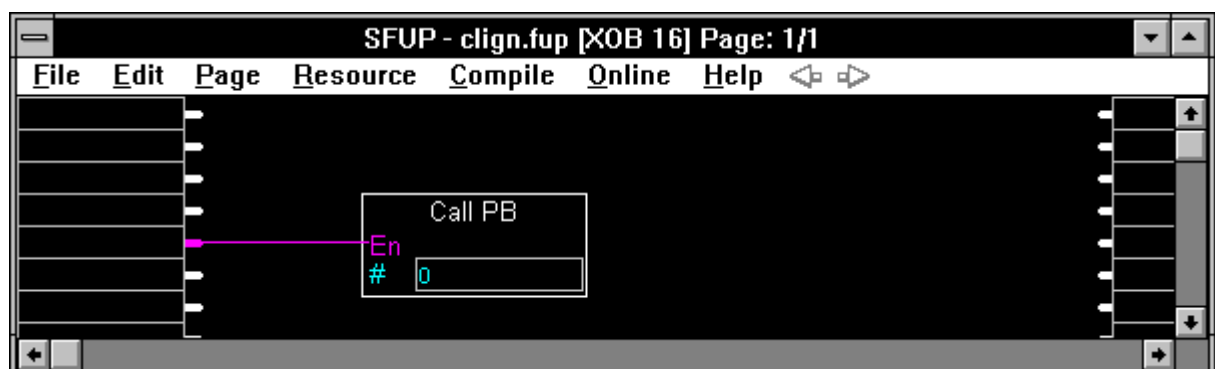 SFUP - clign.fup [XOB 16] Page: 1/1
File Edit Page Resource Compile Online Help
Call PB
En
# 0